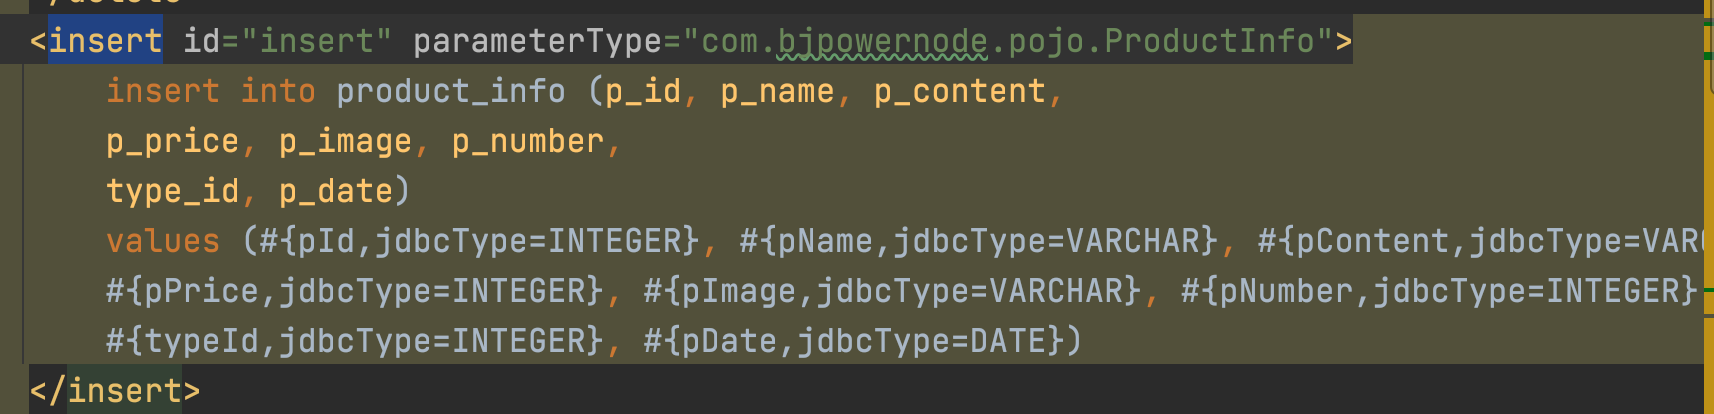 <insert id="insert" parameterType="com.bjpowernode.pojo.ProductInfo">
insert into product_info (p_id, p_name, p_content,
p_price, p_image, p_number,
type_id, p_date)
values (#{pId,jdbcType=INTEGER}, #{pName,jdbcType=VARCHAR}, #{pContent,jdbcType=VAR
#{pPrice,jdbcType=INTEGER}, #{pImage,jdbcType=VARCHAR}, #{pNumber,jdbcType=INTEGER}
#{typeId,jdbcType=INTEGER}, #{pDate,jdbcType=DATE})
</insert>